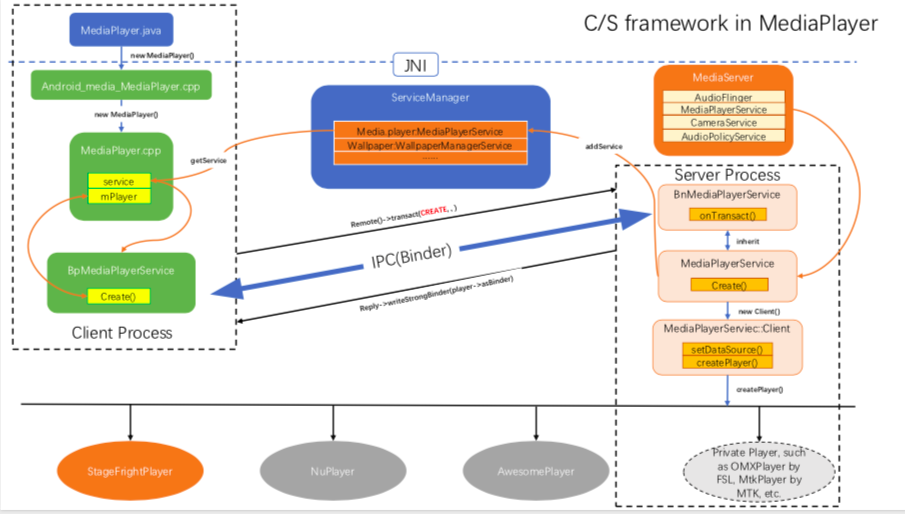 C/S framework in MediaPlayer
MediaPlayer.java
new MediaPlayer()
JNI
Android_media_MediaPlayer.cpp
new MediaPlayer()
MediaPlayer.cpp
service
mPlayer
getService
BpMediaPlayerService
Create()
Client Process
ServiceManager
Media.player:MediaPlayerService
Wallpaper:WallpaperManagerService
......
addService
Remote()->transact(CREATE, , )
IPC(Binder)
Reply->writeStrongBinder(player->asBinder)
MediaServer
AudioFlinger
MediaPlayerService
CameraService
AudioPolicyService
Server Process
BnMediaPlayerService
onTransact()
inherit
MediaPlayerService
Create()
new Client()
MediaPlayerServiec::Client
setDataSource()
createPlayer()
createPlayer()
StageFrightPlayer
NuPlayer
AwesomePlayer
Private Player, such
as OMXPlayer by
FSL, MtkPlayer by
MTK, etc.